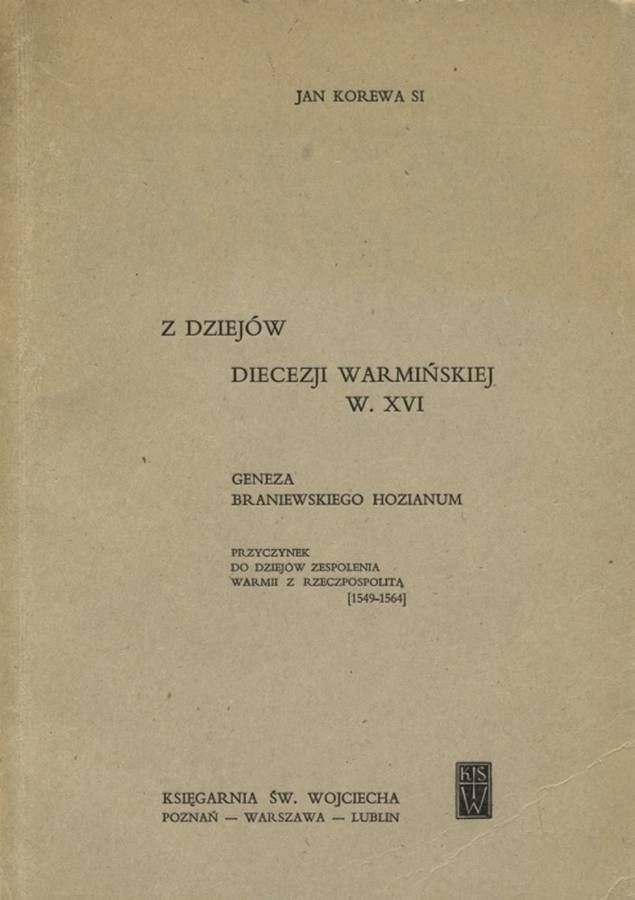 JAN KOREWA SI
Z DZIEJÓW
DIECEZJI WARMIŃSKIEJ
W. XVI
GENEZA
BRANIEWSKIEGO HOZIANUM
PRZYCZYNEK
DO DZIEJÓW ZESPOLENIA
WARMII Z RZECZPOSPOLITĄ
[1549-1564]
KJS
W
KSIĘGARNIA ŚW. WOJCIECHA
POZNAŃ — WARSZAWA — LUBLIN